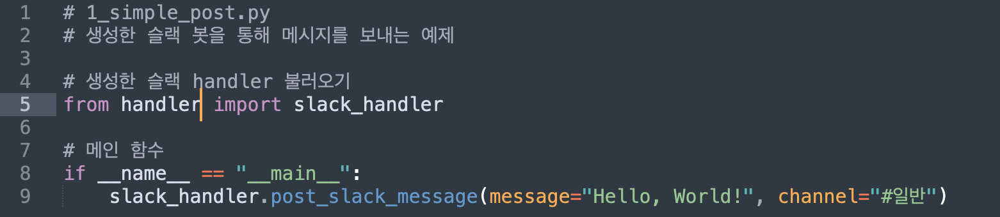 1 # 1_simple_post.py
2 # 생성한 슬랙 봇을 통해 메시지를 보내는 예제
3
4 # 생성한 슬랙 handler 불러오기
5 from handler import slack_handler
6
7 # 메인 함수
8 if __name__ == "__main__":
9     slack_handler.post_slack_message(message="Hello, World!", channel="#일반")